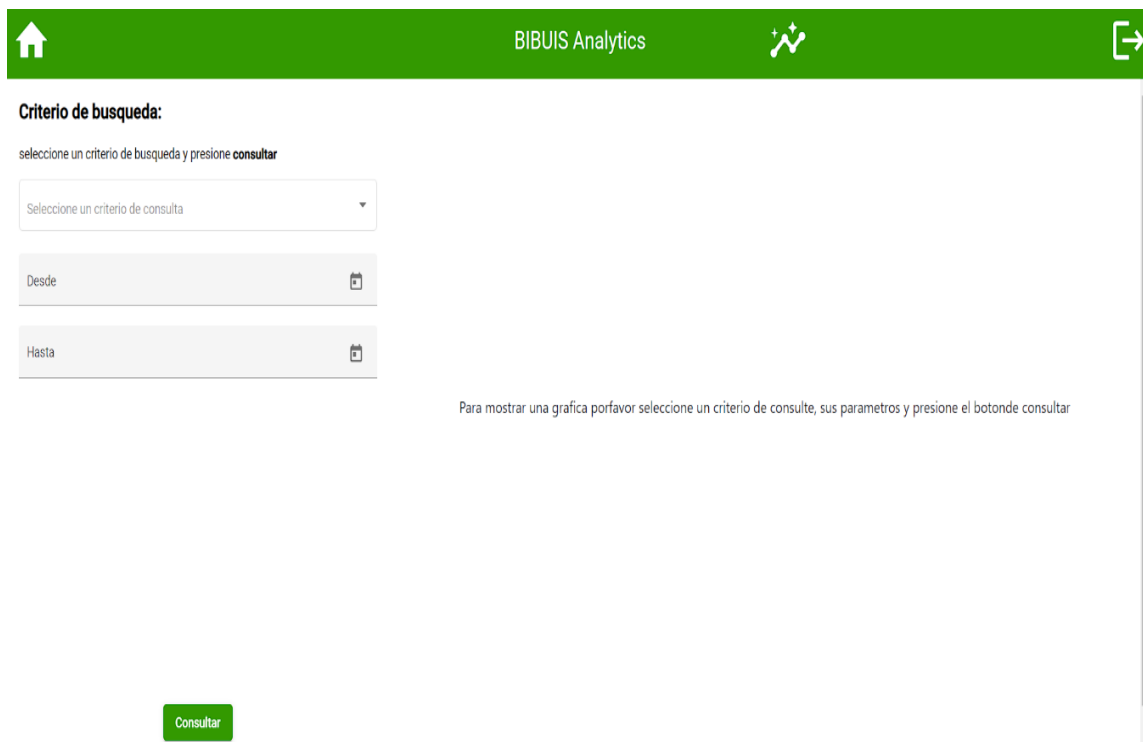 BIBUIS Analytics
Criterio de busqueda:
seleccione un criterio de busqueda y presione consultar
Seleccione un criterio de consulta
Desde
Hasta
Para mostrar una grafica porfavor seleccione un criterio de consulte, sus parametros y presione el botonde consultar
Consultar